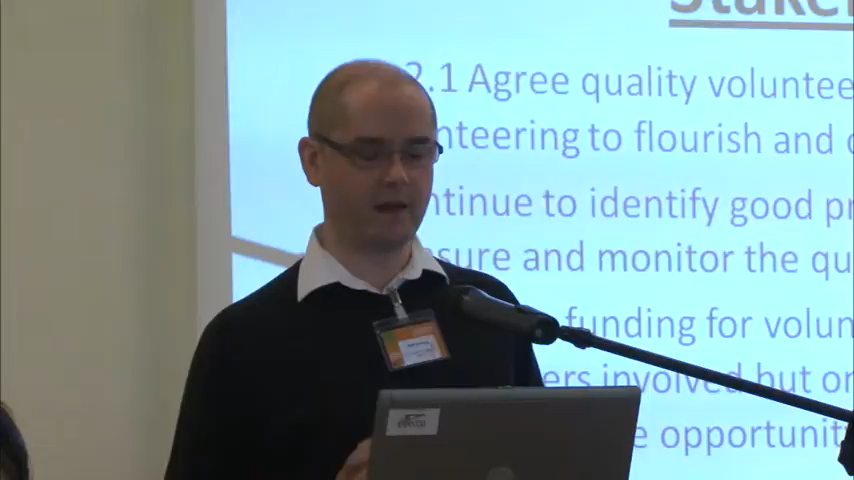 Stake
2.1 Agree quality voluntee
nteering to flourish and
ntinue to identify good pr
sure and monitor the qu
funding for volun
ers involved, but on
e opportunit